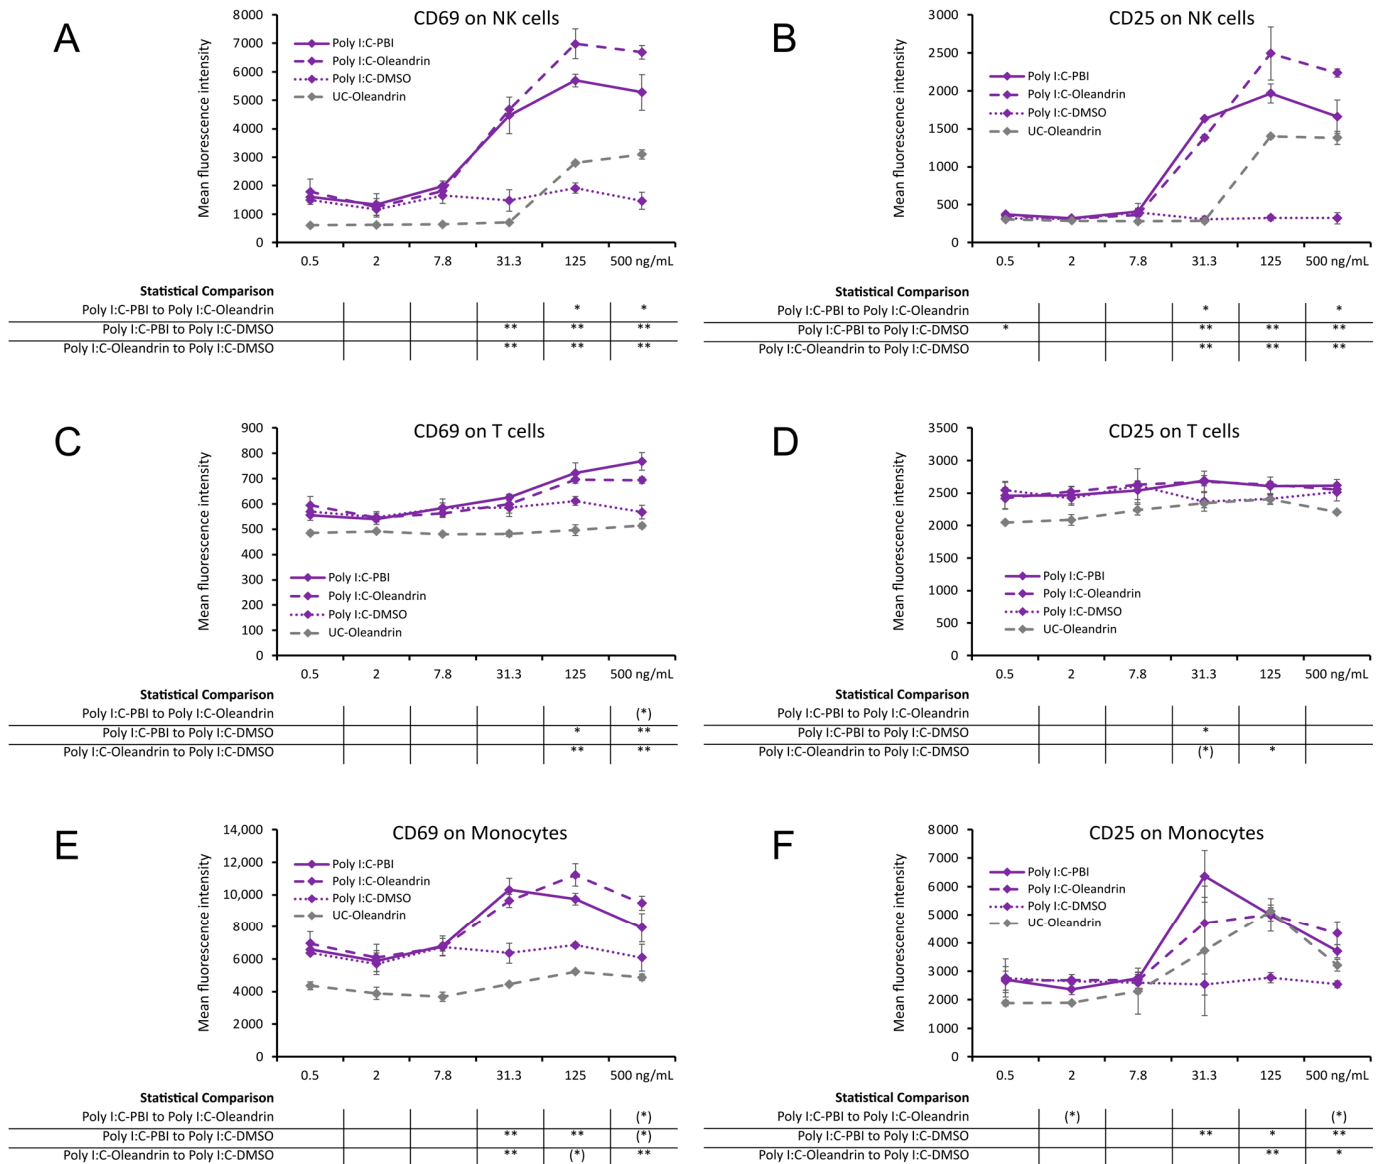 A
CD69 on NK cells
Mean fluorescence intensity
8000
7000
6000
5000
4000
3000
2000
1000
0
Poly I:C-PBI
Poly I:C-Oleandrin
Poly I:C-DMSO
UC-Oleandrin
0.5 2 7.8 31.3 125 500 ng/mL
Statistical Comparison
Poly I:C-PBI to Poly I:C-Oleandrin * *
Poly I:C-PBI to Poly I:C-DMSO ** ** **
Poly I:C-Oleandrin to Poly I:C-DMSO ** ** **
B
CD25 on NK cells
Mean fluorescence intensity
3000
2500
2000
1500
1000
500
0
Poly I:C-PBI
Poly I:C-Oleandrin
Poly I:C-DMSO
UC-Oleandrin
0.5 2 7.8 31.3 125 500 ng/mL
Statistical Comparison
Poly I:C-PBI to Poly I:C-Oleandrin * *
Poly I:C-PBI to Poly I:C-DMSO * ** ** **
Poly I:C-Oleandrin to Poly I:C-DMSO ** ** **
C
CD69 on T cells
Mean fluorescence intensity
900
800
700
600
500
400
300
200
100
0
Poly I:C-PBI
Poly I:C-Oleandrin
Poly I:C-DMSO
UC-Oleandrin
0.5 2 7.8 31.3 125 500 ng/mL
Statistical Comparison
Poly I:C-PBI to Poly I:C-Oleandrin (*)
Poly I:C-PBI to Poly I:C-DMSO * **
Poly I:C-Oleandrin to Poly I:C-DMSO ** **
D
CD25 on T cells
Mean fluorescence intensity
3500
3000
2500
2000
1500
1000
500
0
Poly I:C-PBI
Poly I:C-Oleandrin
Poly I:C-DMSO
UC-Oleandrin
0.5 2 7.8 31.3 125 500 ng/mL
Statistical Comparison
Poly I:C-PBI to Poly I:C-Oleandrin
Poly I:C-PBI to Poly I:C-DMSO *
Poly I:C-Oleandrin to Poly I:C-DMSO (*) *
E
CD69 on Monocytes
Mean fluorescence intensity
14,000
12,000
10,000
8000
6000
4000
2000
0
Poly I:C-PBI
Poly I:C-Oleandrin
Poly I:C-DMSO
UC-Oleandrin
0.5 2 7.8 31.3 125 500 ng/mL
Statistical Comparison
Poly I:C-PBI to Poly I:C-Oleandrin (*)
Poly I:C-PBI to Poly I:C-DMSO ** ** (*)
Poly I:C-Oleandrin to Poly I:C-DMSO ** (*) **
F
CD25 on Monocytes
Mean fluorescence intensity
8000
7000
6000
5000
4000
3000
2000
1000
0
Poly I:C-PBI
Poly I:C-Oleandrin
Poly I:C-DMSO
UC-Oleandrin
0.5 2 7.8 31.3 125 500 ng/mL
Statistical Comparison
Poly I:C-PBI to Poly I:C-Oleandrin (*) (*)
Poly I:C-PBI to Poly I:C-DMSO ** * **
Poly I:C-Oleandrin to Poly I:C-DMSO ** *